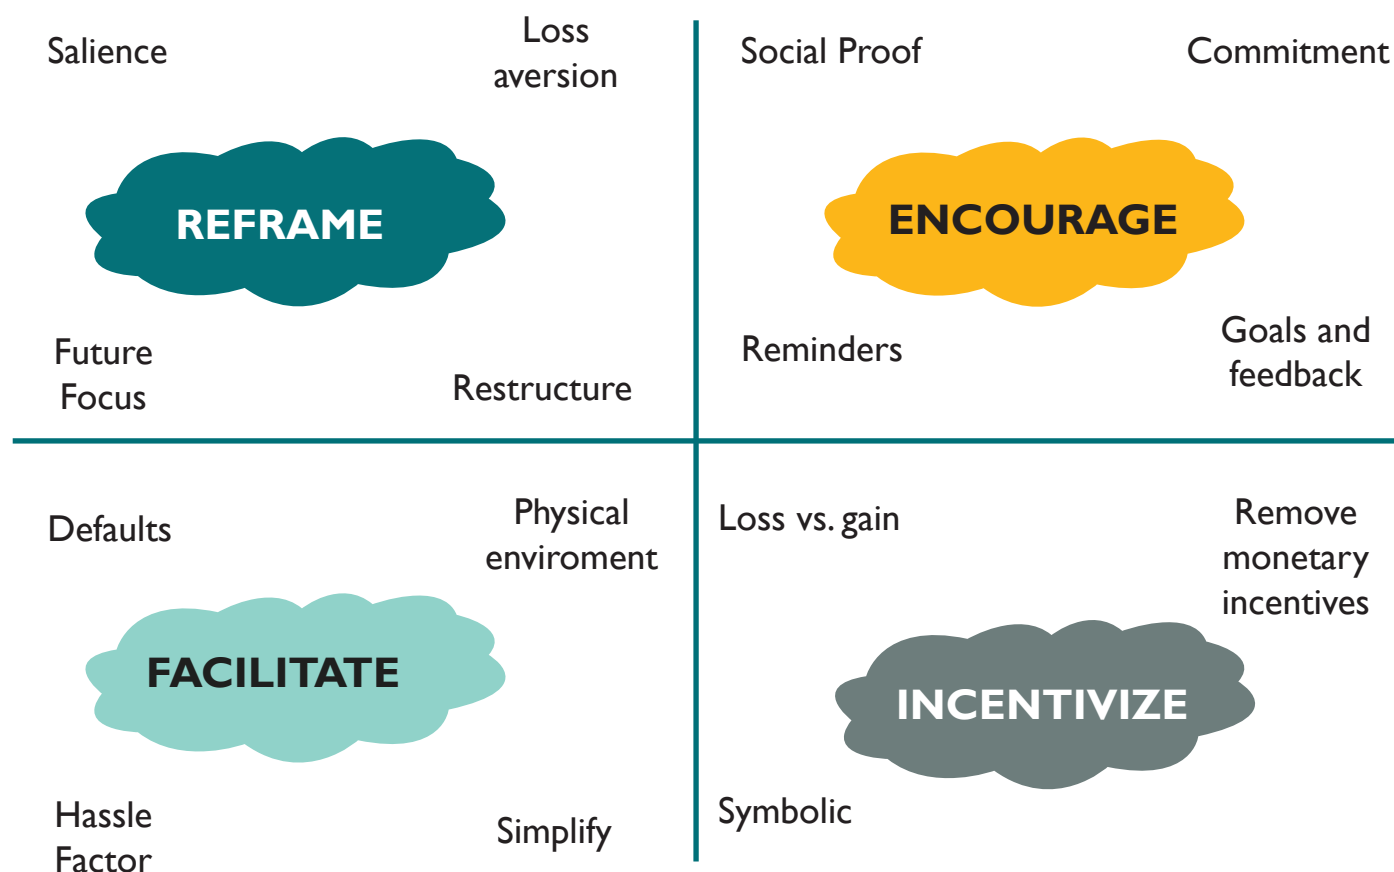 Salience
Loss
aversion
REFRAME
Future
Focus
Restructure
Social Proof
Commitment
ENCOURAGE
Reminders
Goals and
feedback
Defaults
Physical
enviroment
FACILITATE
Hassle
Factor
Simplify
Loss vs. gain
Remove
monetary
incentives
INCENTIVIZE
Symbolic